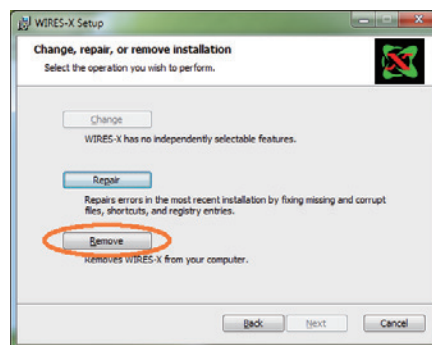 WIRES-X Setup
Change, repair, or remove installation
Select the operation you wish to perform.
X
Change
WIRES-X has no independently selectable features.
Repair
Repairs errors in the most recent installation by fixing missing and corrupt
files, shortcuts, and registry entries.
Remove
Removes WIRES-X from your computer.
Back
Next
Cancel